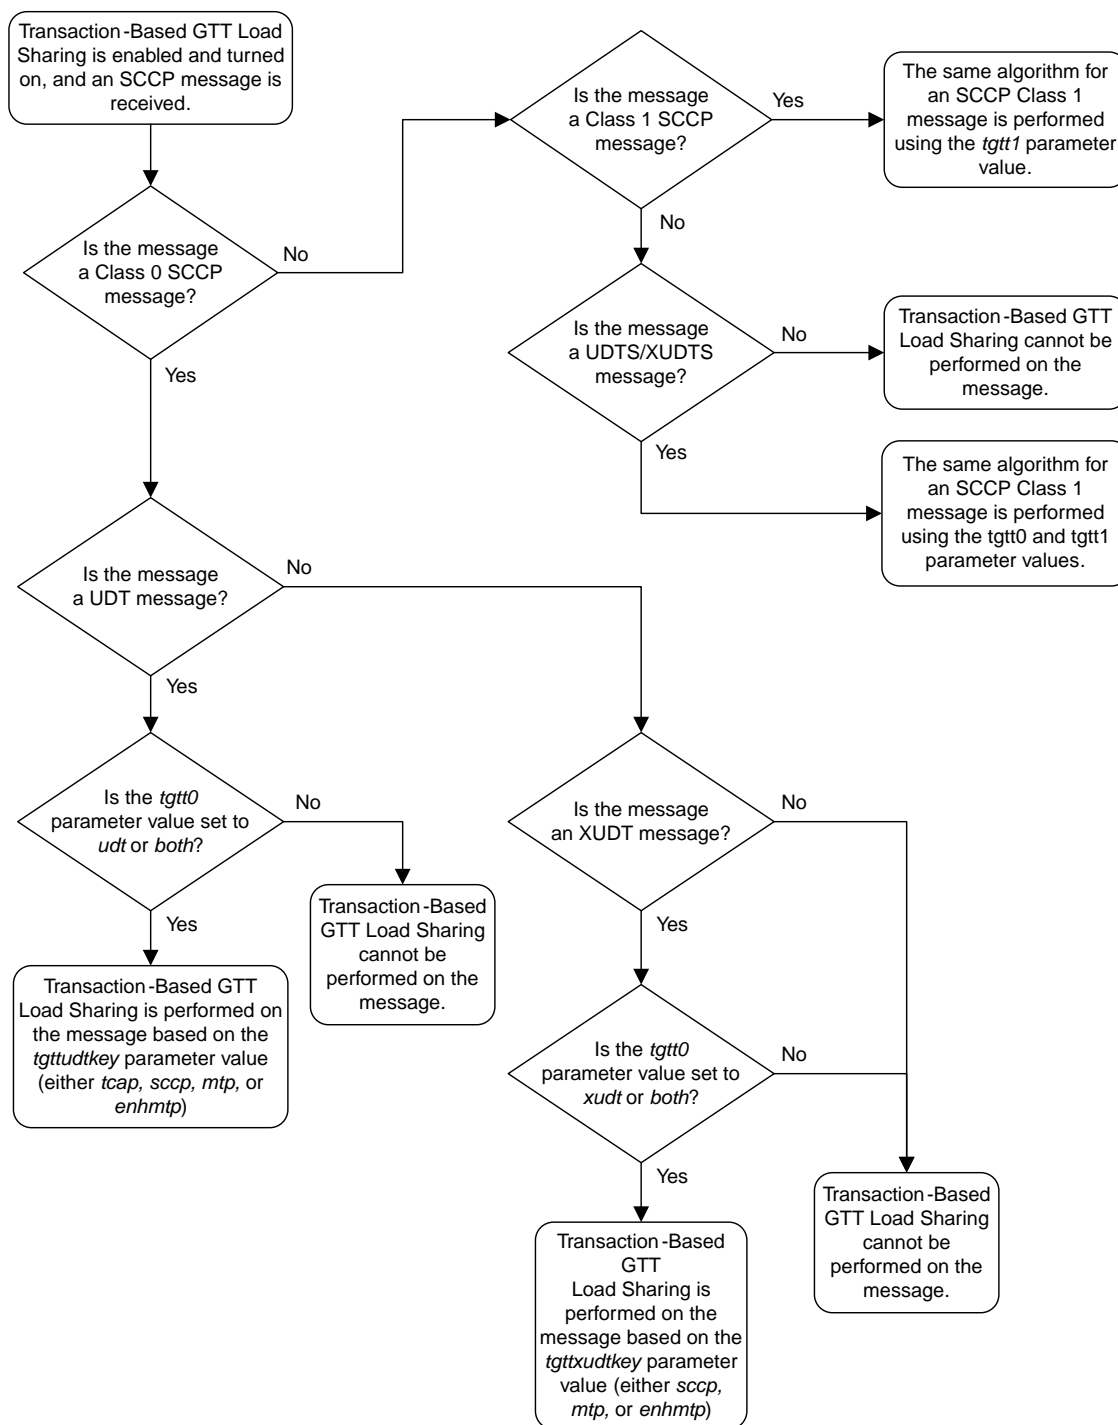 Transaction-Based GTT Load
Sharing is enabled and turned
on, and an SCCP message is
received.
Is the message
a Class 1 SCCP
message?
Yes
The same algorithm for
an SCCP Class 1
message is performed
using the tgtt1 parameter
value.
No
Is the message
a Class 0 SCCP
message?
No
Is the message
a UDTS/XUDTS
message?
No
Transaction-Based GTT
Load Sharing cannot be
performed on the
message.
Yes
Yes
The same algorithm for
an SCCP Class 1
message is performed
using the tgtt0 and tgtt1
parameter values.
Is the message
a UDT message?
No
Yes
Is the tgtt0
parameter value set to
udt or both?
No
Is the message
an XUDT message?
No
Yes
Transaction-Based
GTT Load Sharing
cannot be
performed on the
message.
Yes
Transaction-Based GTT
Load Sharing is performed on
the message based on the
tgttudtkey parameter value
(either tcap, sccp, mtp, or
enhmtp)
Is the tgtt0
parameter value set to
xudt or both?
No
Yes
Transaction-Based
GTT Load Sharing
cannot be
performed on the
message.
Transaction-Based
GTT
Load Sharing is
performed on the
message based on the
tgttxudtkey parameter
value (either sccp,
mtp, or enhmtp)